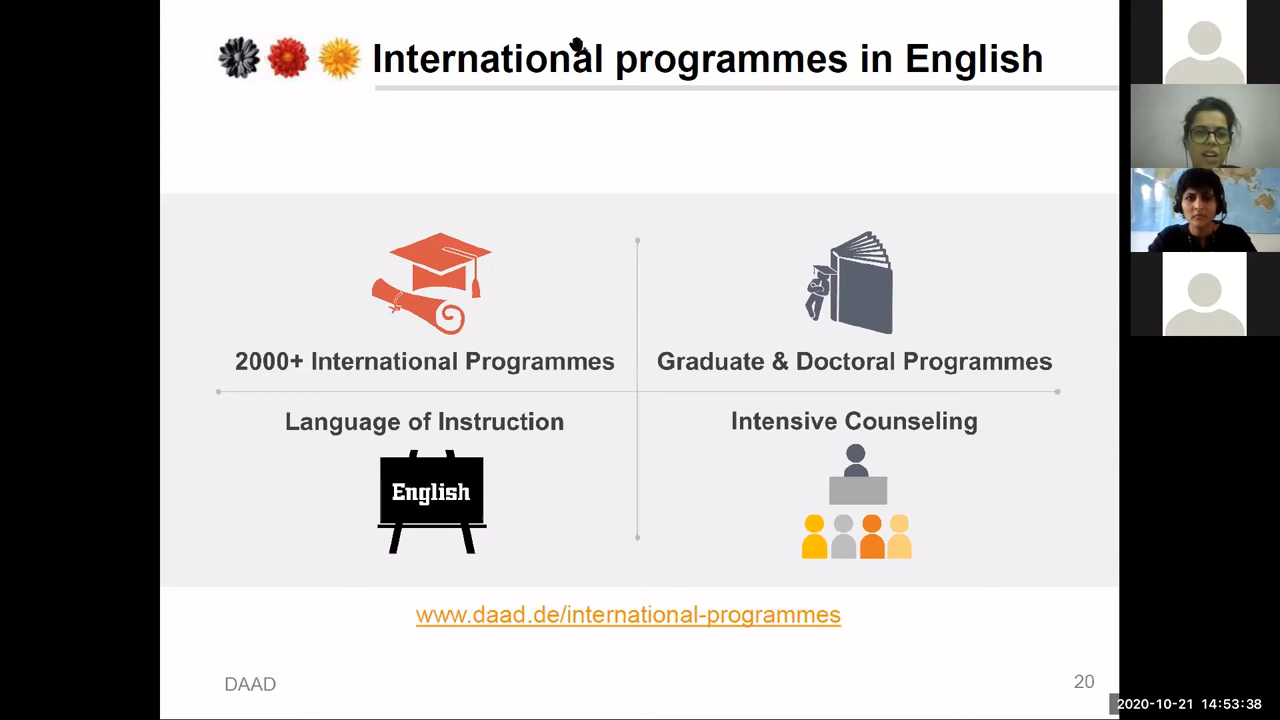 International programmes in English
2000+ International Programmes
Graduate & Doctoral Programmes
Language of Instruction
English
Intensive Counseling
www.daad.de/international-programmes
DAAD
20
2020-10-21 14:53:38